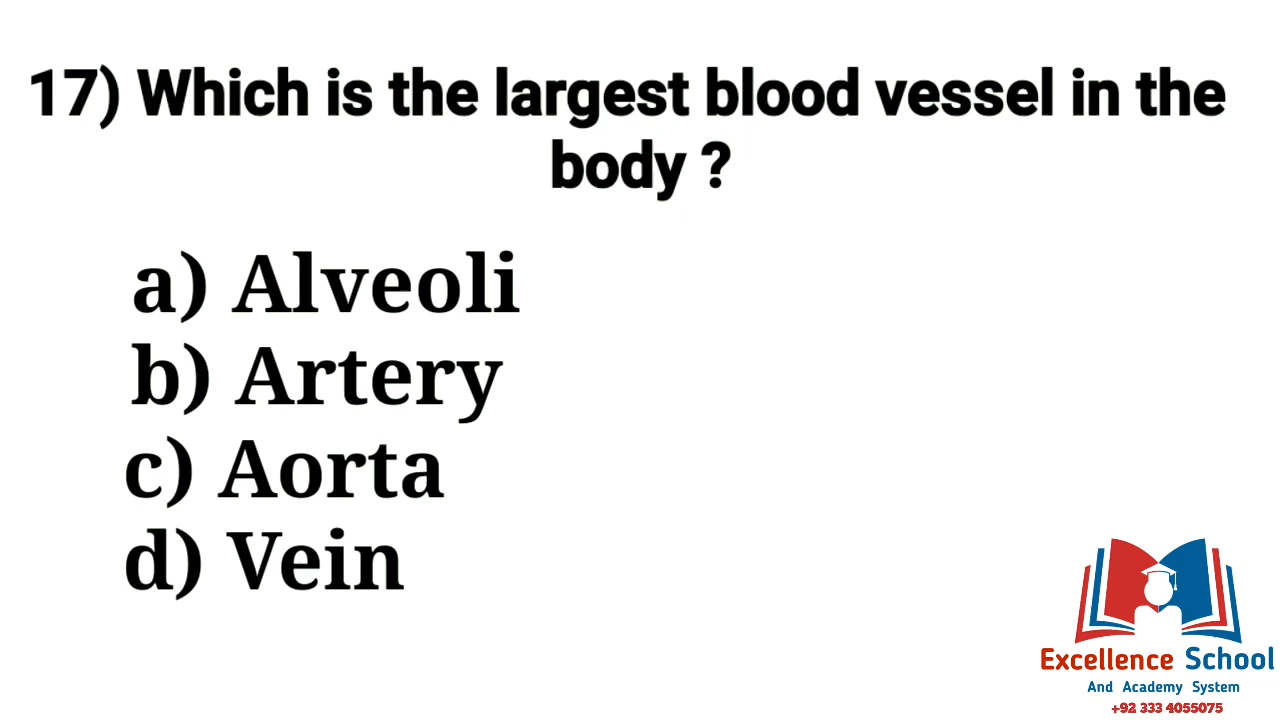 17) Which is the largest blood vessel in the
body ?
a) Alveoli
b) Artery
c) Aorta
d) Vein
Excellence School
And Academy System
+92 333 4055075